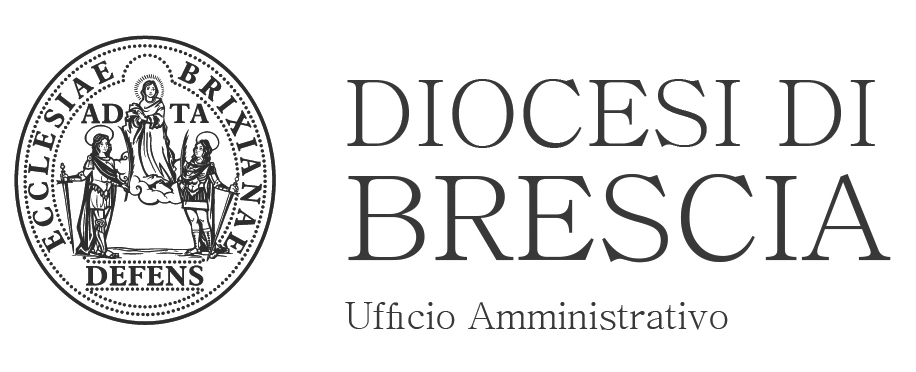 ECCLESIAE BRIXIANAE
AD TA
DEFENS
DIOCESI DI
BRESCIA
Ufficio Amministrativo